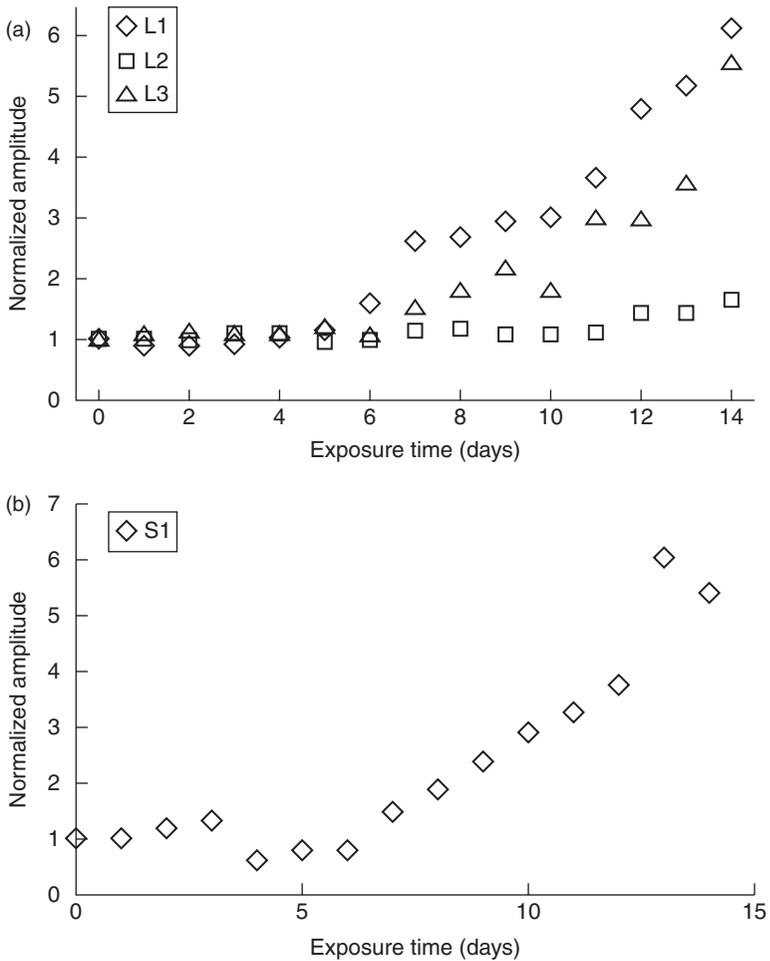 (a)
L1
L2
L3
Normalized amplitude
6
5
4
3
2
1
0
0 2 4 6 8 10 12 14
Exposure time (days)
(b)
S1
Normalized amplitude
7
6
5
4
3
2
1
0
0 5 10 15
Exposure time (days)